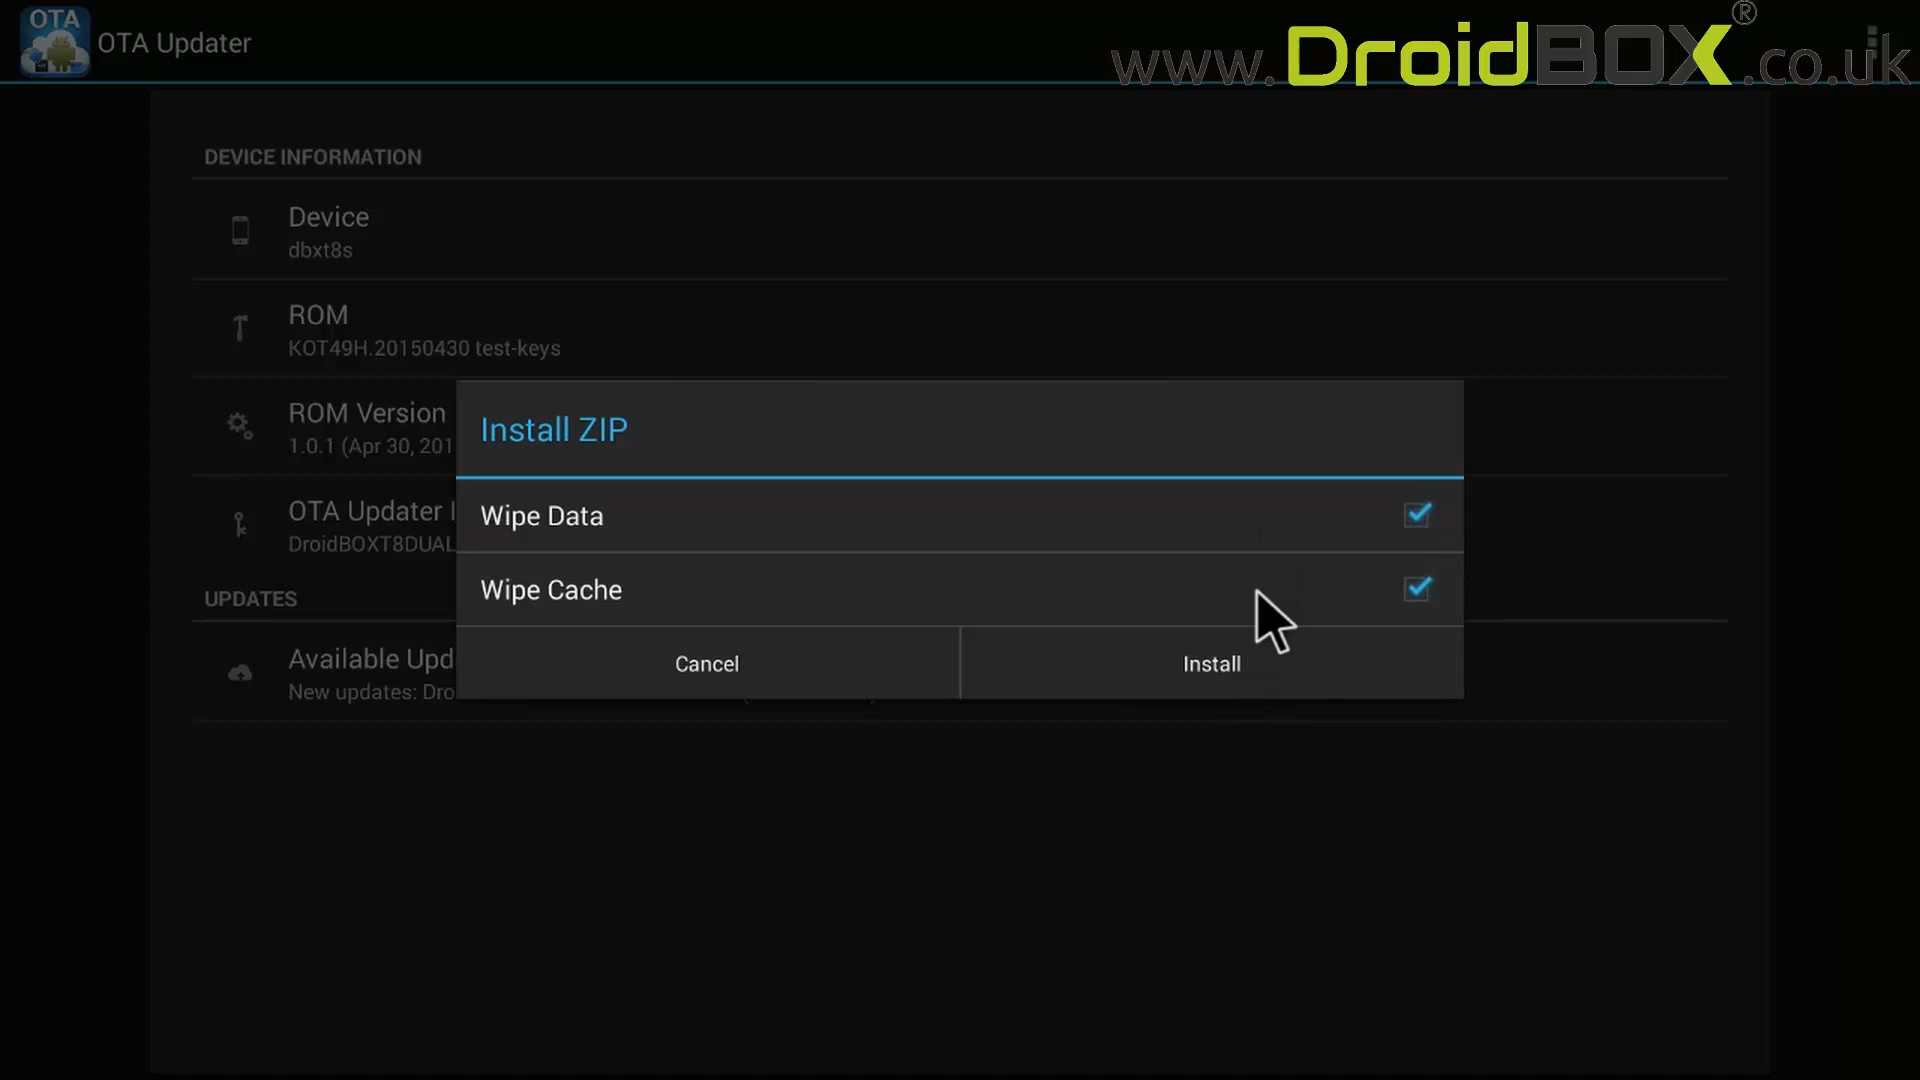 OTA
OTA Updater
www.DroidBOX®.co.uk
DEVICE INFORMATION
Device
dbxt8s
ROM
KOT49H.20150430 test-keys
ROM Version
1.0.1 (Apr 30, 201
OTA Updater I
DroidBOXT8DUAL
Install ZIP
Wipe Data
Wipe Cache
Cancel
Install
UPDATES
Available Upd
New updates: Dro